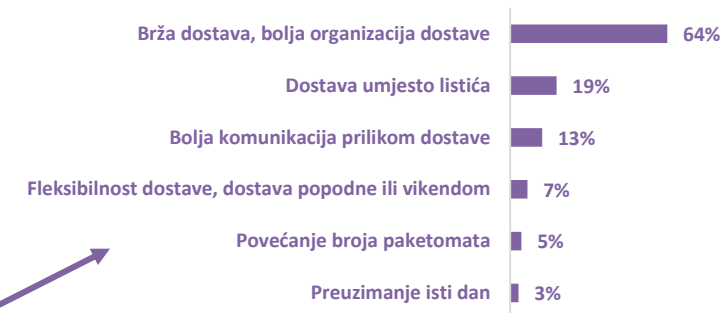 Brža dostava, bolja organizacija dostave 64%
Dostava umjesto listića 19%
Bolja komunikacija prilikom dostave 13%
Fleksibilnost dostave, dostava popodne ili vikendom 7%
Povećanje broja paketomata 5%
Preuzimanje isti dan 3%